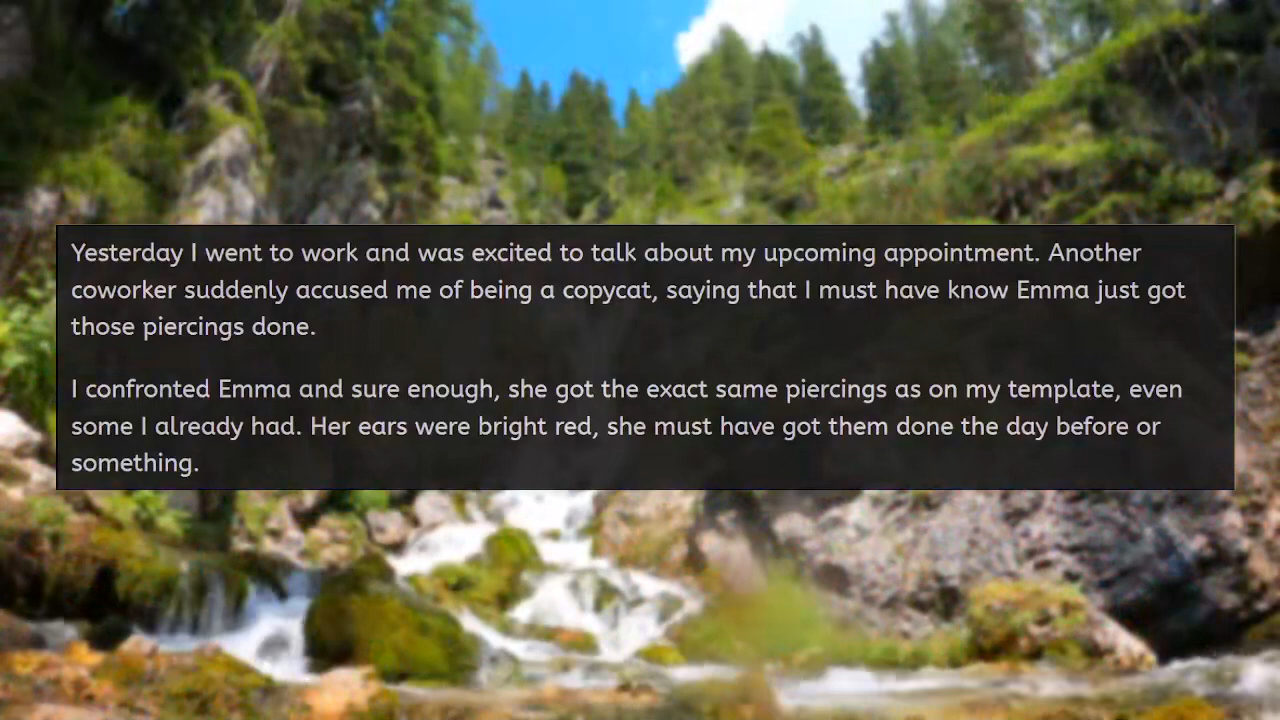 Yesterday I went to work and was excited to talk about my upcoming appointment. Another
coworker suddenly accused me of being a copycat, saying that I must have know Emma just got
those piercings done.
I confronted Emma and sure enough, she got the exact same piercings as on my template, even
some I already had. Her ears were bright red, she must have got them done the day before or
something.